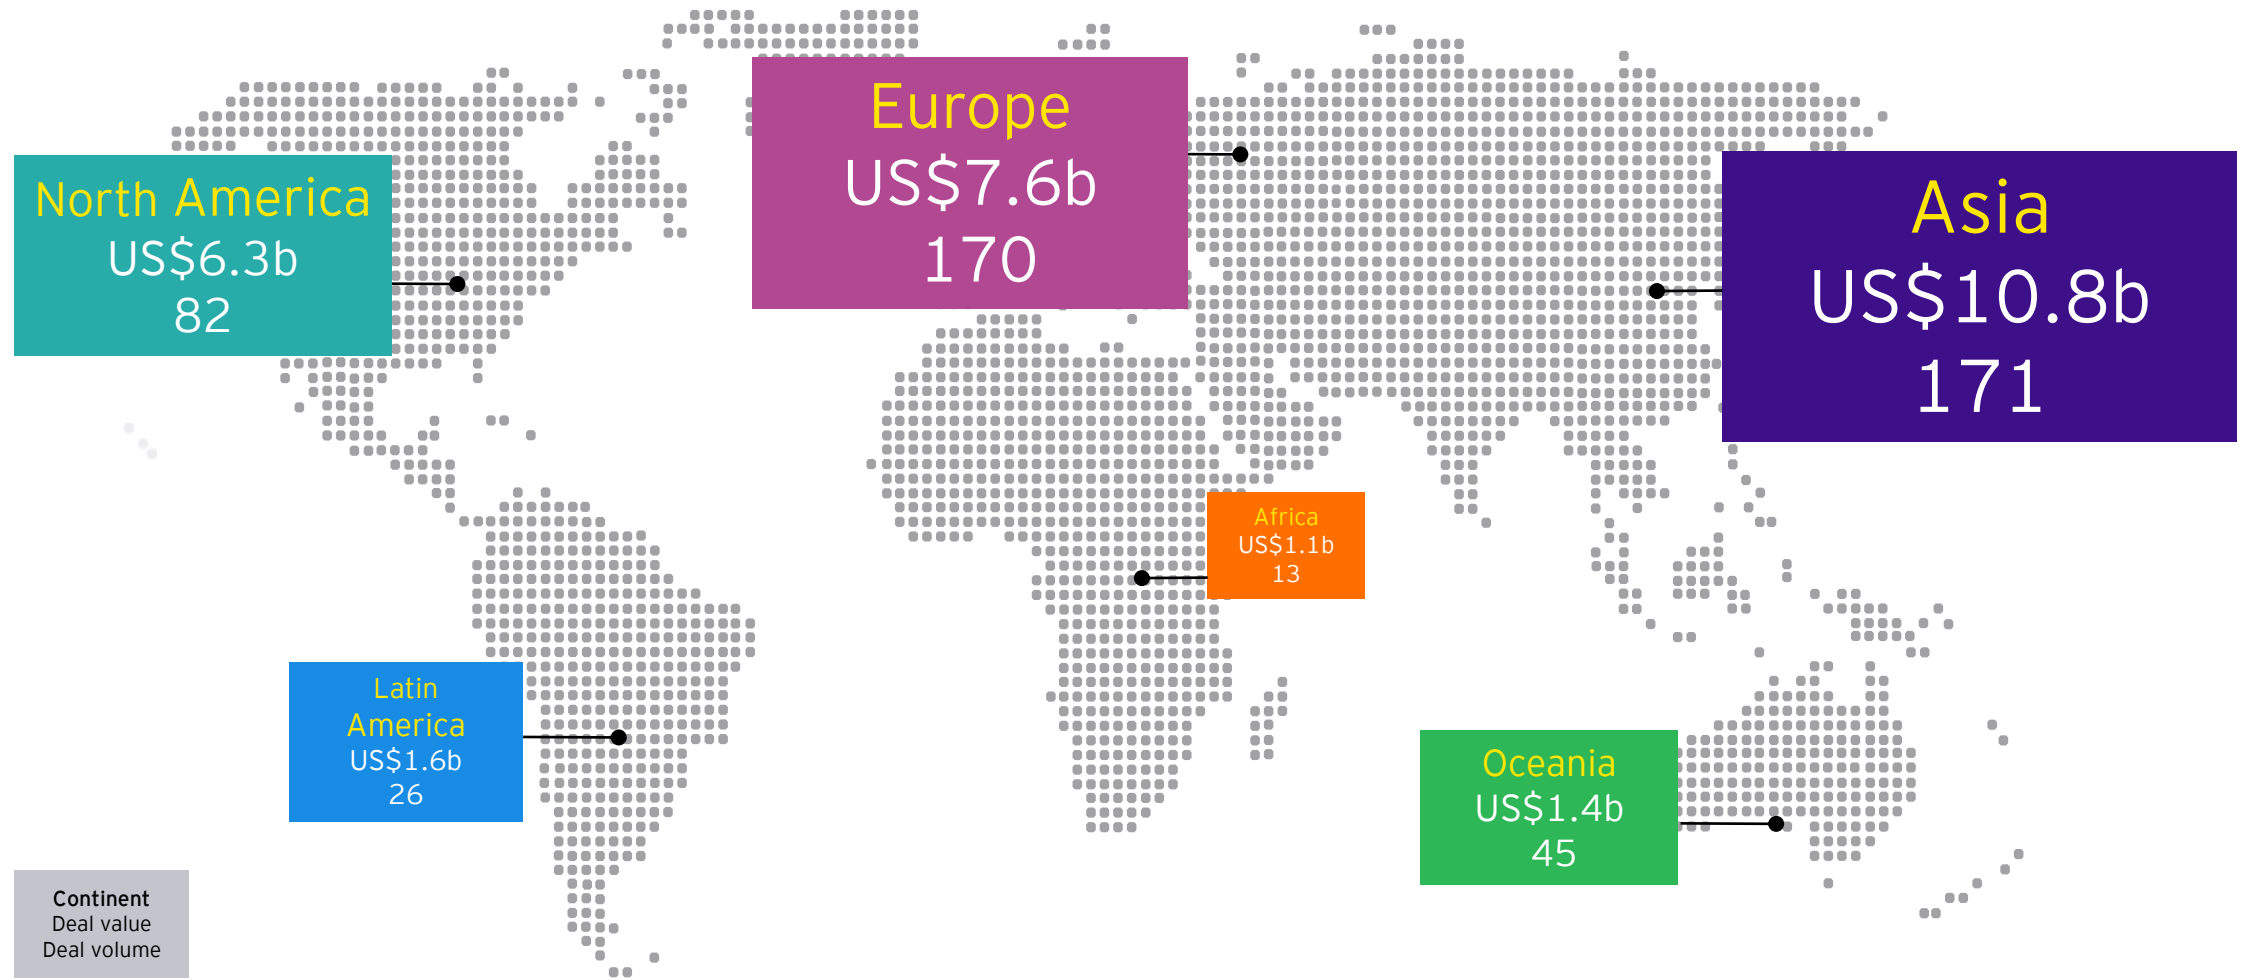 Europe
US$7.6b
170
North America
US$6.3b
82
Asia
US$10.8b
171
Africa
US$1.1b
13
Latin
America
US$1.6b
26
Oceania
US$1.4b
45
Continent
Deal value
Deal volume